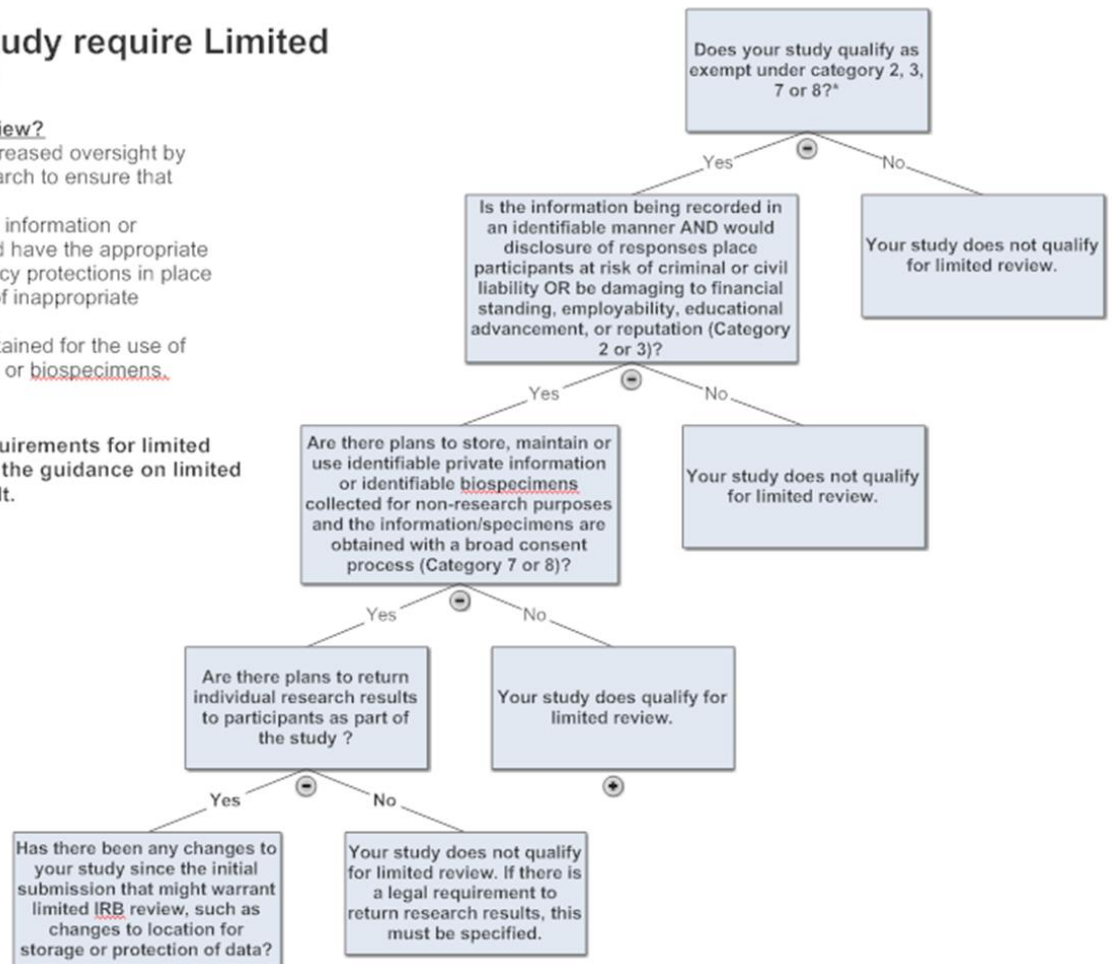 udy require Limited
iew?
reased oversight by
arch to ensure that
information or
d have the appropriate
cy protections in place
f inappropriate
tained for the use of
or biospecimens.
uirements for limited
the guidance on limited
lt.
Does your study qualify as
exempt under category 2, 3,
7 or 8?*
Yes
No
Is the information being recorded in
an identifiable manner AND would
disclosure of responses place
participants at risk of criminal or civil
liability OR be damaging to financial
standing, employability, educational
advancement, or reputation (Category
2 or 3)?
Your study does not qualify
for limited review.
Yes
No
Are there plans to store, maintain or
use identifiable private information
or identifiable biospecimens
collected for non-research purposes
and the information/specimens are
obtained with a broad consent
process (Category 7 or 8)?
Your study does not qualify
for limited review.
Yes
No
Are there plans to return
individual research results
to participants as part of
the study ?
Your study does qualify for
limited review.
Yes
No
Has there been any changes to
your study since the initial
submission that might warrant
limited IRB review, such as
changes to location for
storage or protection of data?
Your study does not qualify
for limited review. If there is
a legal requirement to
return research results, this
must be specified.